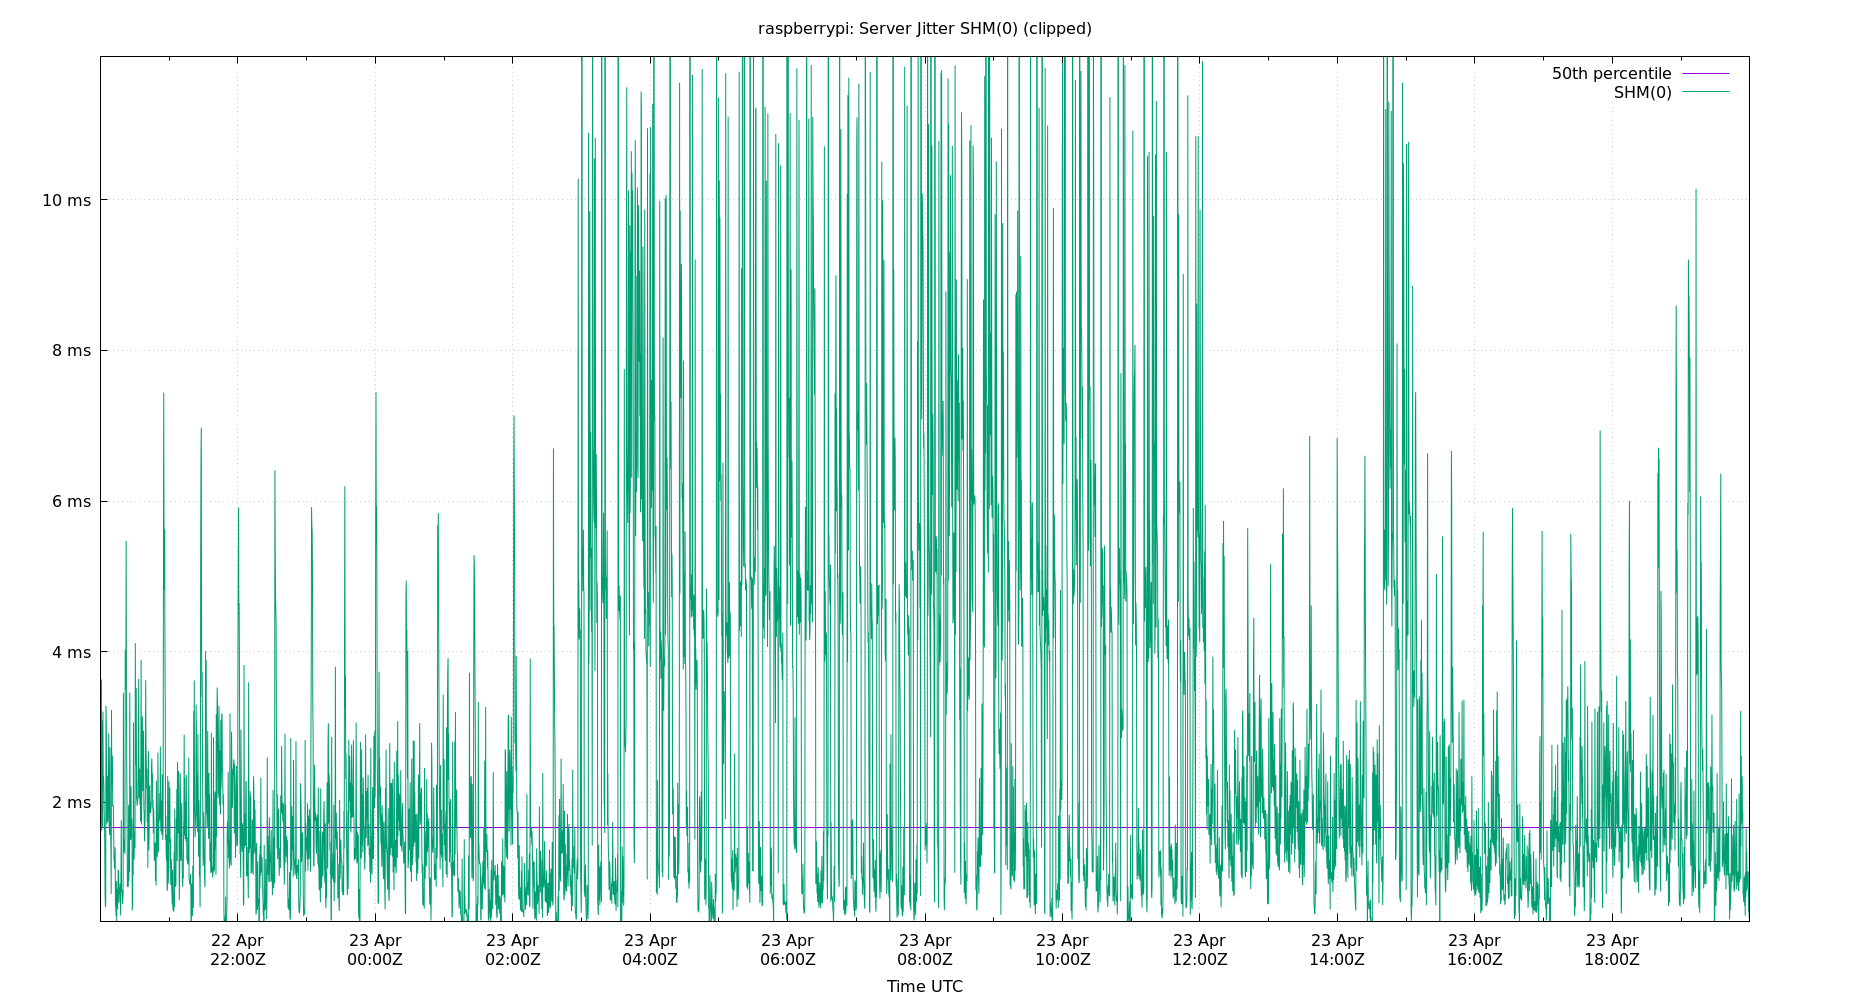 raspberrypi: Server Jitter SHM(0) (clipped)
50th percentile
SHM(0)
10 ms
8 ms
6 ms
4 ms
2 ms
22 Apr 23 Apr 23 Apr 23 Apr 23 Apr 23 Apr 23 Apr 23 Apr 23 Apr 23 Apr 23 Apr
22:00Z 00:00Z 02:00Z 04:00Z 06:00Z 08:00Z 10:00Z 12:00Z 14:00Z 16:00Z 18:00Z
Time UTC